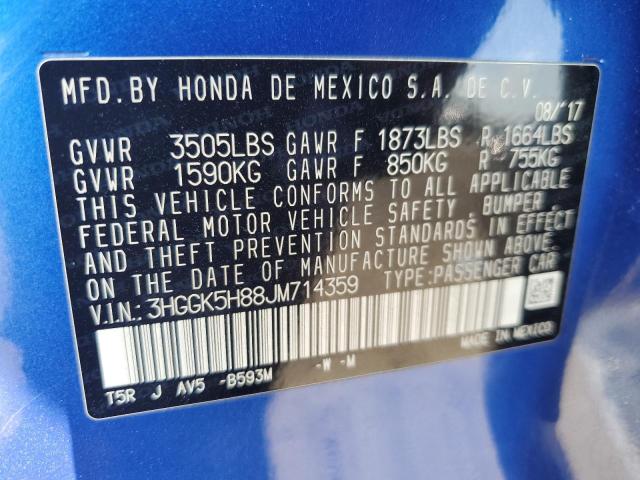 MFD.BY HONDA DE MEXICO S.A.DE C.V.
08/'17
GVWR 3505LBS GAWR F 1873LBS R 1664LBS
GVWR 1590KG GAWR F 850KG R 755KG
THIS VEHICLE CONFORMS TO ALL APPLICABLE
FEDERAL MOTOR VEHICLE SAFETY, BUMPER,
AND THEFT PREVENTION STANDARDS IN EFFECT
ON THE DATE OF MANUFACTURE SHOWN ABOVE.
V.I.N.: 3HGGK5H88JM714359 TYPE:PASSENGER CAR
MADE IN MEXICO
T5R J AV5 -B593M -W -M